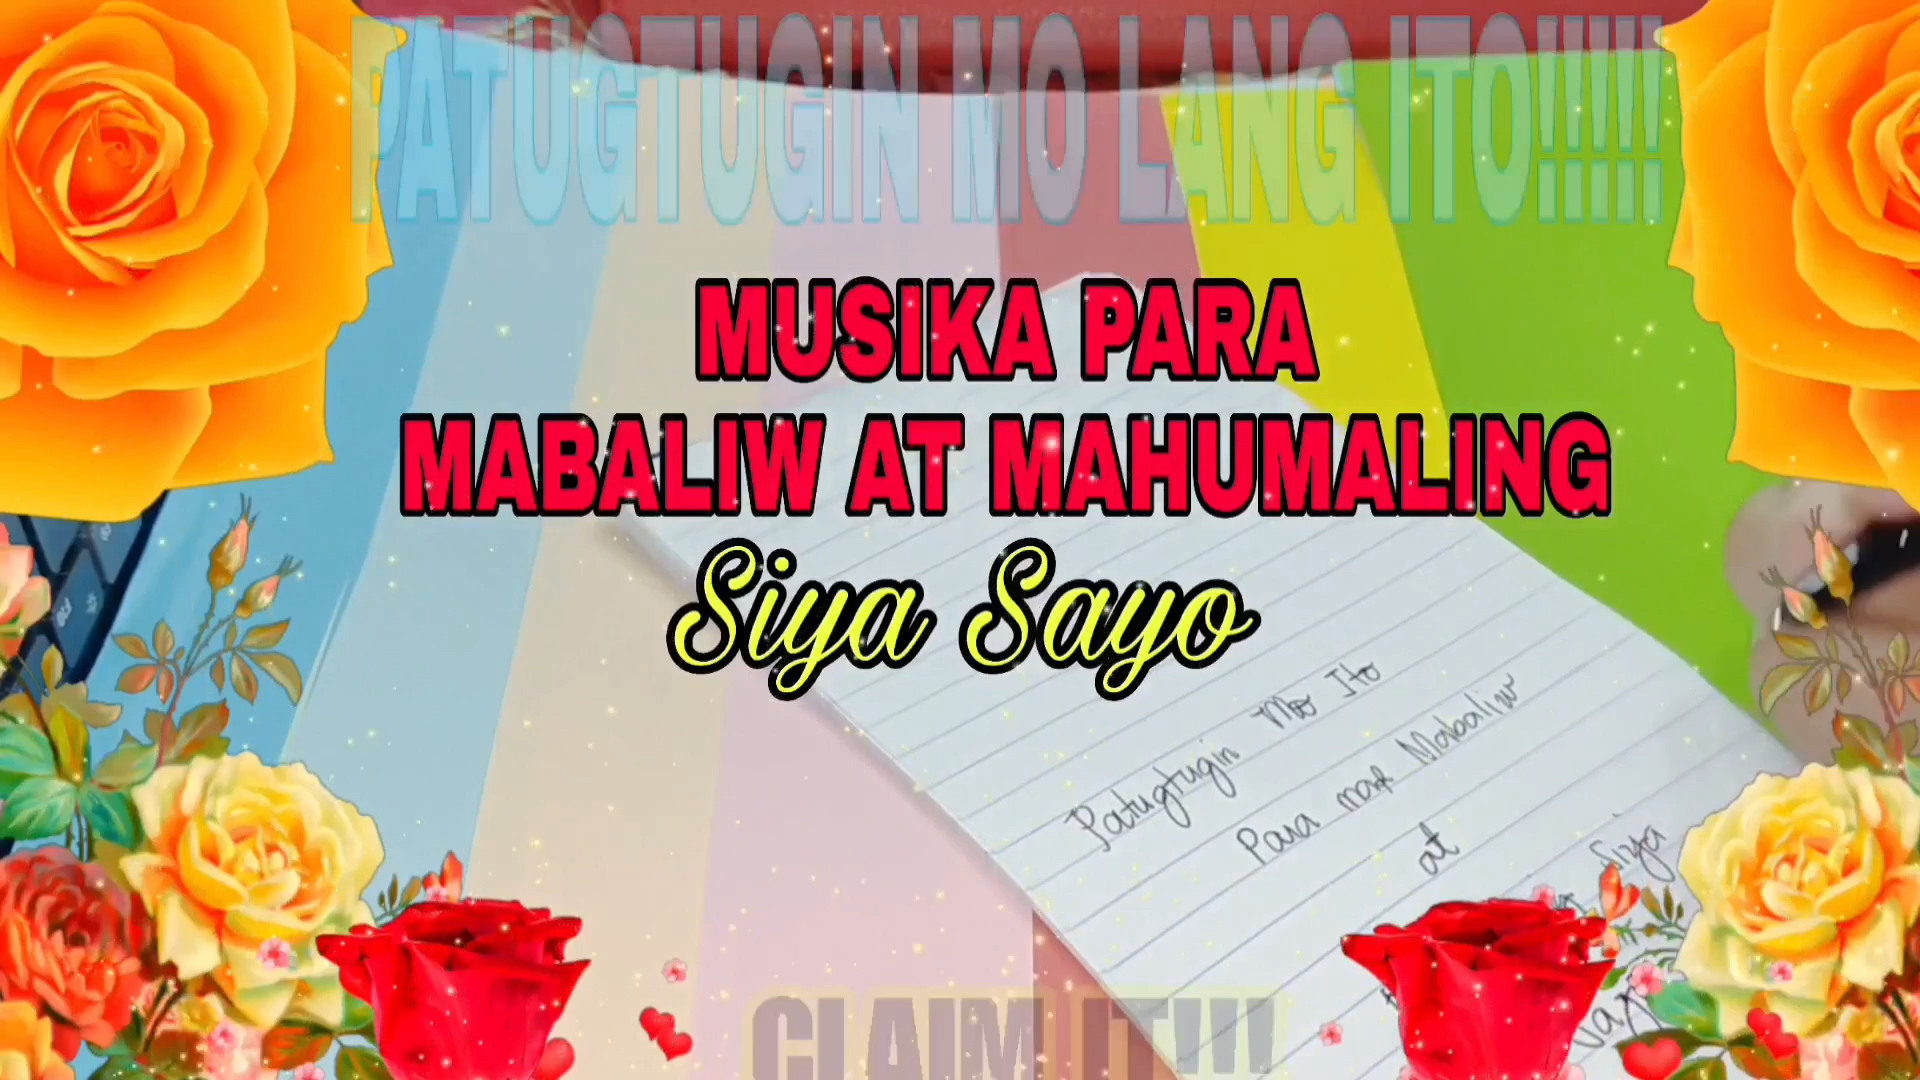 PATUGTUGIN MO LANG ITO!!!!!
MUSIKA PARA
MABALIW AT MAHUMALING
Siya Sayo
Patugtugin Mo Ito
Para mas Mabaliw
at
Siya
CLAIM IT!!!